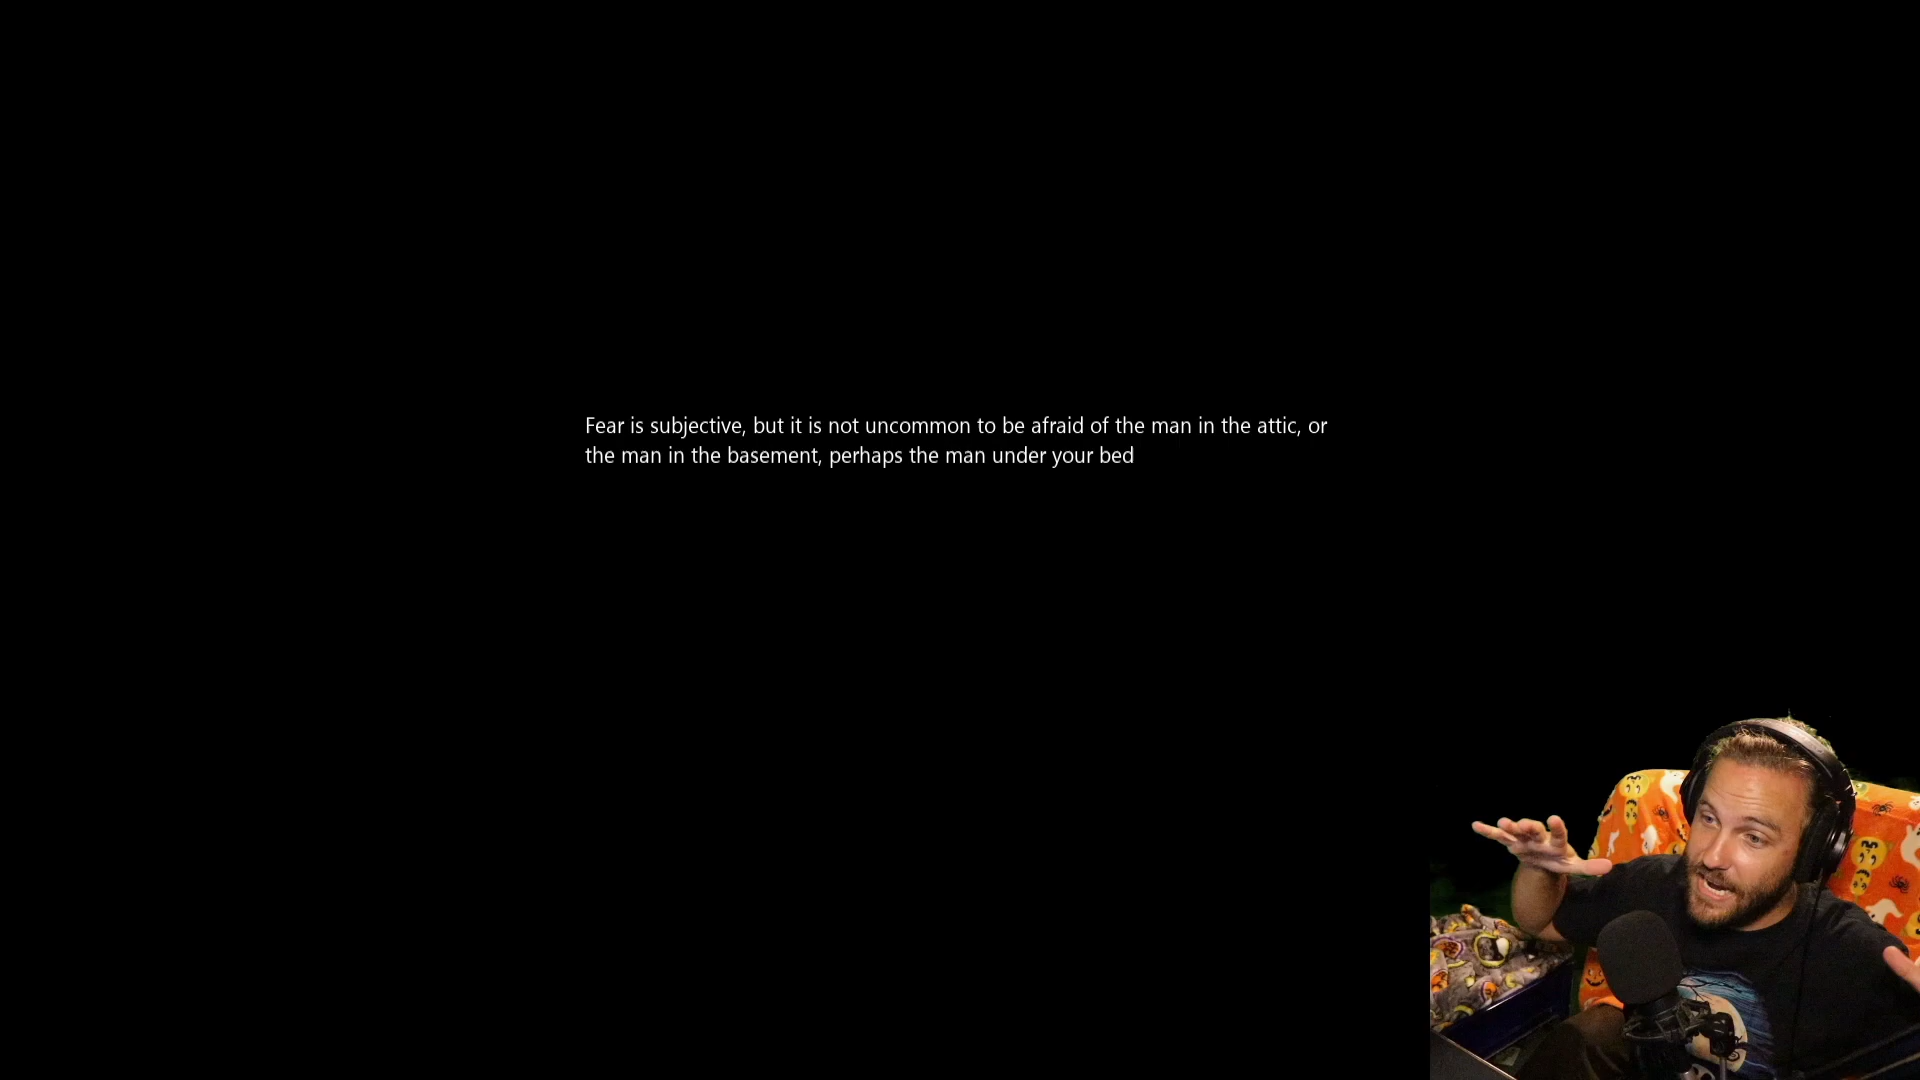 Fear is subjective, but it is not uncommon to be afraid of the man in the attic, or
the man in the basement, perhaps the man under your bed